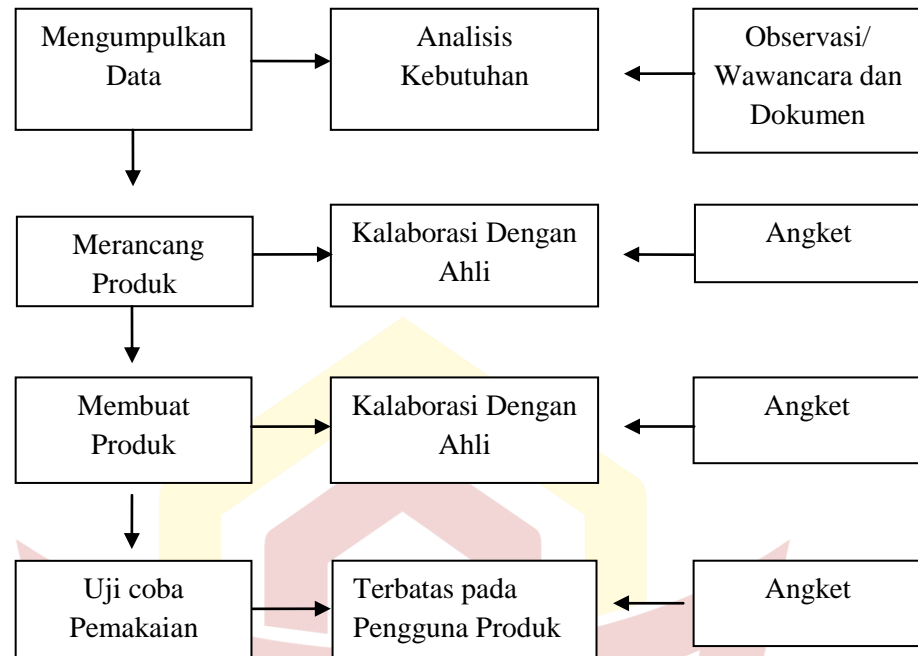 Mengumpulkan
Data
Analisis
Kebutuhan
Observasi/
Wawancara dan
Dokumen
Merancang
Produk
Kalaborasi Dengan
Ahli
Angket
Membuat
Produk
Kalaborasi Dengan
Ahli
Angket
Uji coba
Pemakaian
Terbatas pada
Pengguna Produk
Angket